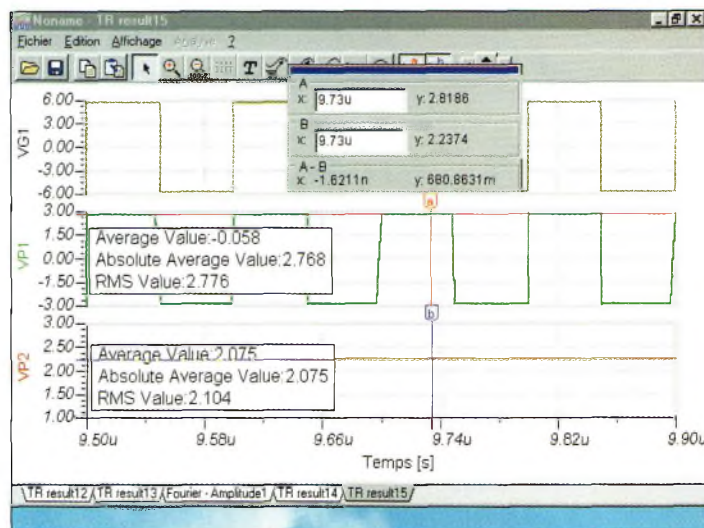 Noname - TR result15
Fichier Edition Affichage Analyse ?
T
A
x: 9.73u y: 2.8186
B
x: 9.73u y: 2.2374
A - B
x: -1.6211n y: 680.8631m
VG1
6.00
3.00
0.00
-3.00
-6.00
a
VP1
3.00
1.50
0.00
-1.50
-3.00
Average Value:-0.058
Absolute Average Value:2.768
RMS Value:2.776
b
VP2
3.00
2.50
2.00
1.50
1.00
Average Value:2.075
Absolute Average Value:2.075
RMS Value:2.104
9.50u 9.58u 9.66u 9.74u 9.82u 9.90u
Temps [s]
TR result12 TR result13 Fourier - Amplitude1 TR result14 TR result15